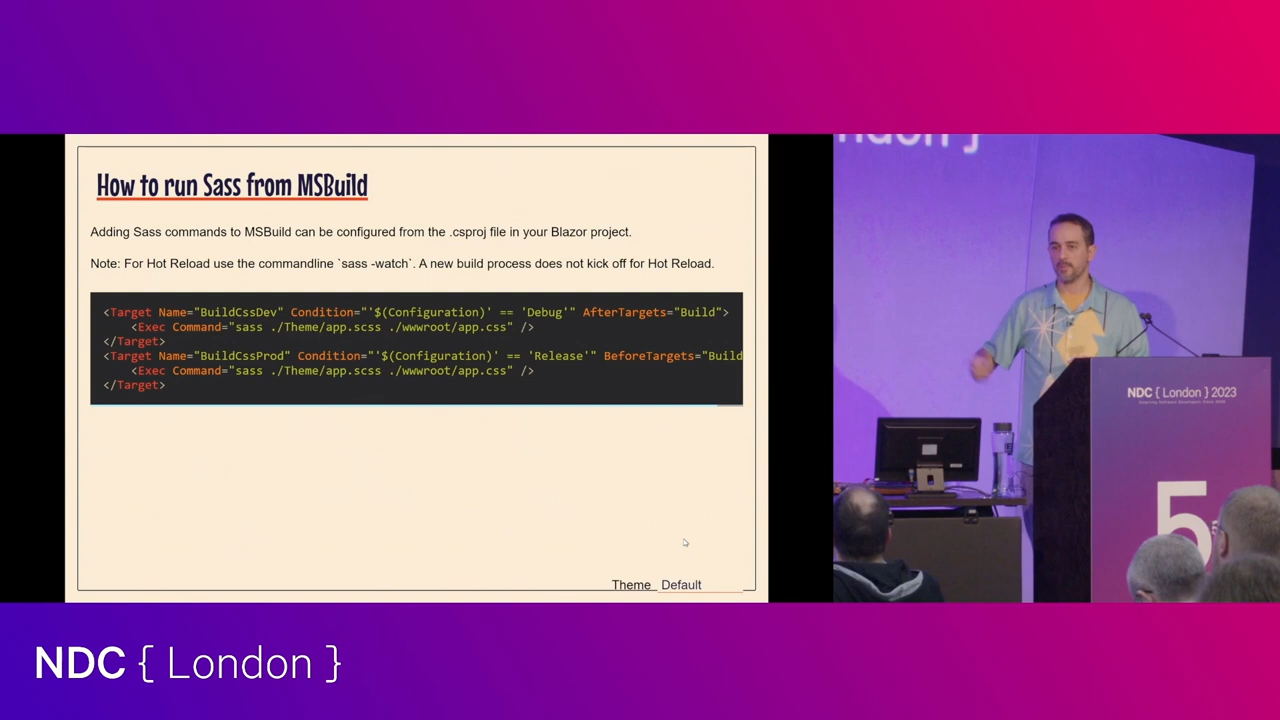 ndon }
How to run Sass from MSBuild
Adding Sass commands to MSBuild can be configured from the .csproj file in your Blazor project.
Note: For Hot Reload use the commandline `sass -watch`. A new build process does not kick off for Hot Reload.
<Target Name="BuildCssDev" Condition="'$(Configuration)' == 'Debug'" AfterTargets="Build">
<Exec Command="sass ./Theme/app.scss ./wwwroot/app.css" />
</Target>
<Target Name="BuildCssProd" Condition="'$(Configuration)' == 'Release'" BeforeTargets="Build
<Exec Command="sass ./Theme/app.scss ./wwwroot/app.css" />
</Target>
Theme Default
NDC { London } 2023
5
NDC { London }